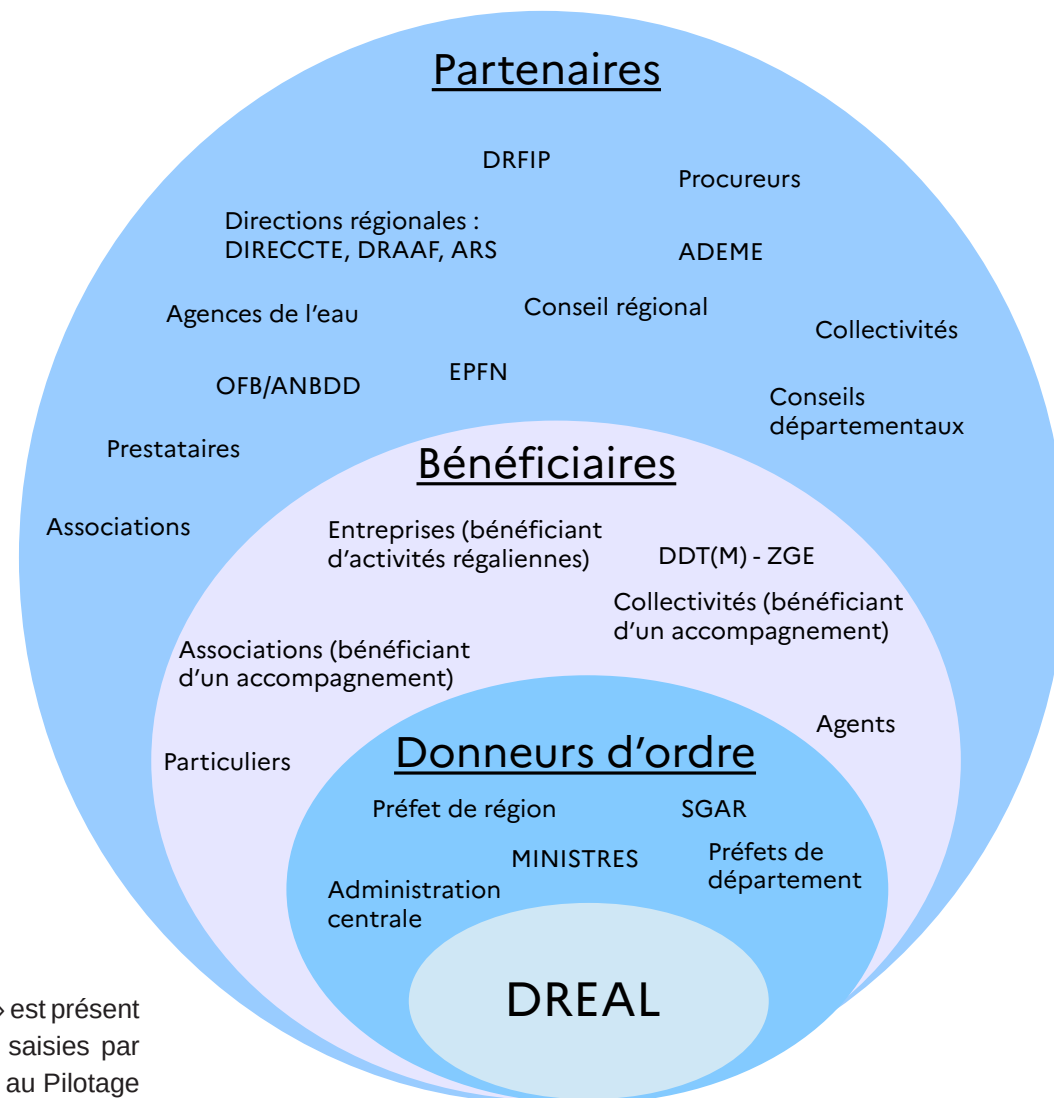 Partenaires
DRFIP
Procureurs
Directions régionales :
DIRECCTE, DRAAF, ARS
ADEME
Agences de l'eau
Conseil régional
Collectivités
OFB/ANBDD
EPFN
Conseils
départementaux
Prestataires
Bénéficiaires
Associations
Entreprises (bénéficiant
d'activités régaliennes)
DDT(M) - ZGE
Collectivités (bénéficiant
d'un accompagnement)
Associations (bénéficiant
d'un accompagnement)
Agents
Particuliers
Donneurs d'ordre
Préfet de région
SGAR
MINISTRES
Préfets de
département
Administration
centrale
DREAL
» est présent
saisies par
au Pilotage